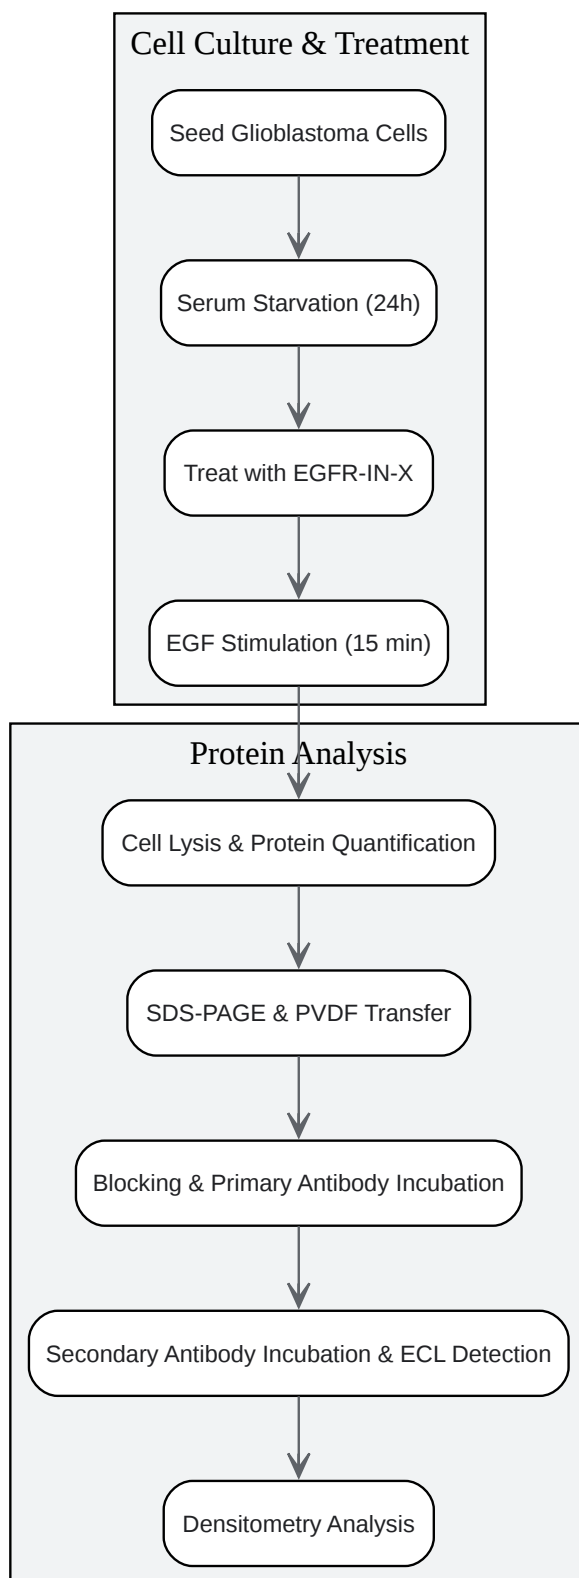 Cell Culture & Treatment
Seed Glioblastoma Cells
Serum Starvation (24h)
Treat with EGFR-IN-X
EGF Stimulation (15 min)
Protein Analysis
Cell Lysis & Protein Quantification
SDS-PAGE & PVDF Transfer
Blocking & Primary Antibody Incubation
Secondary Antibody Incubation & ECL Detection
Densitometry Analysis